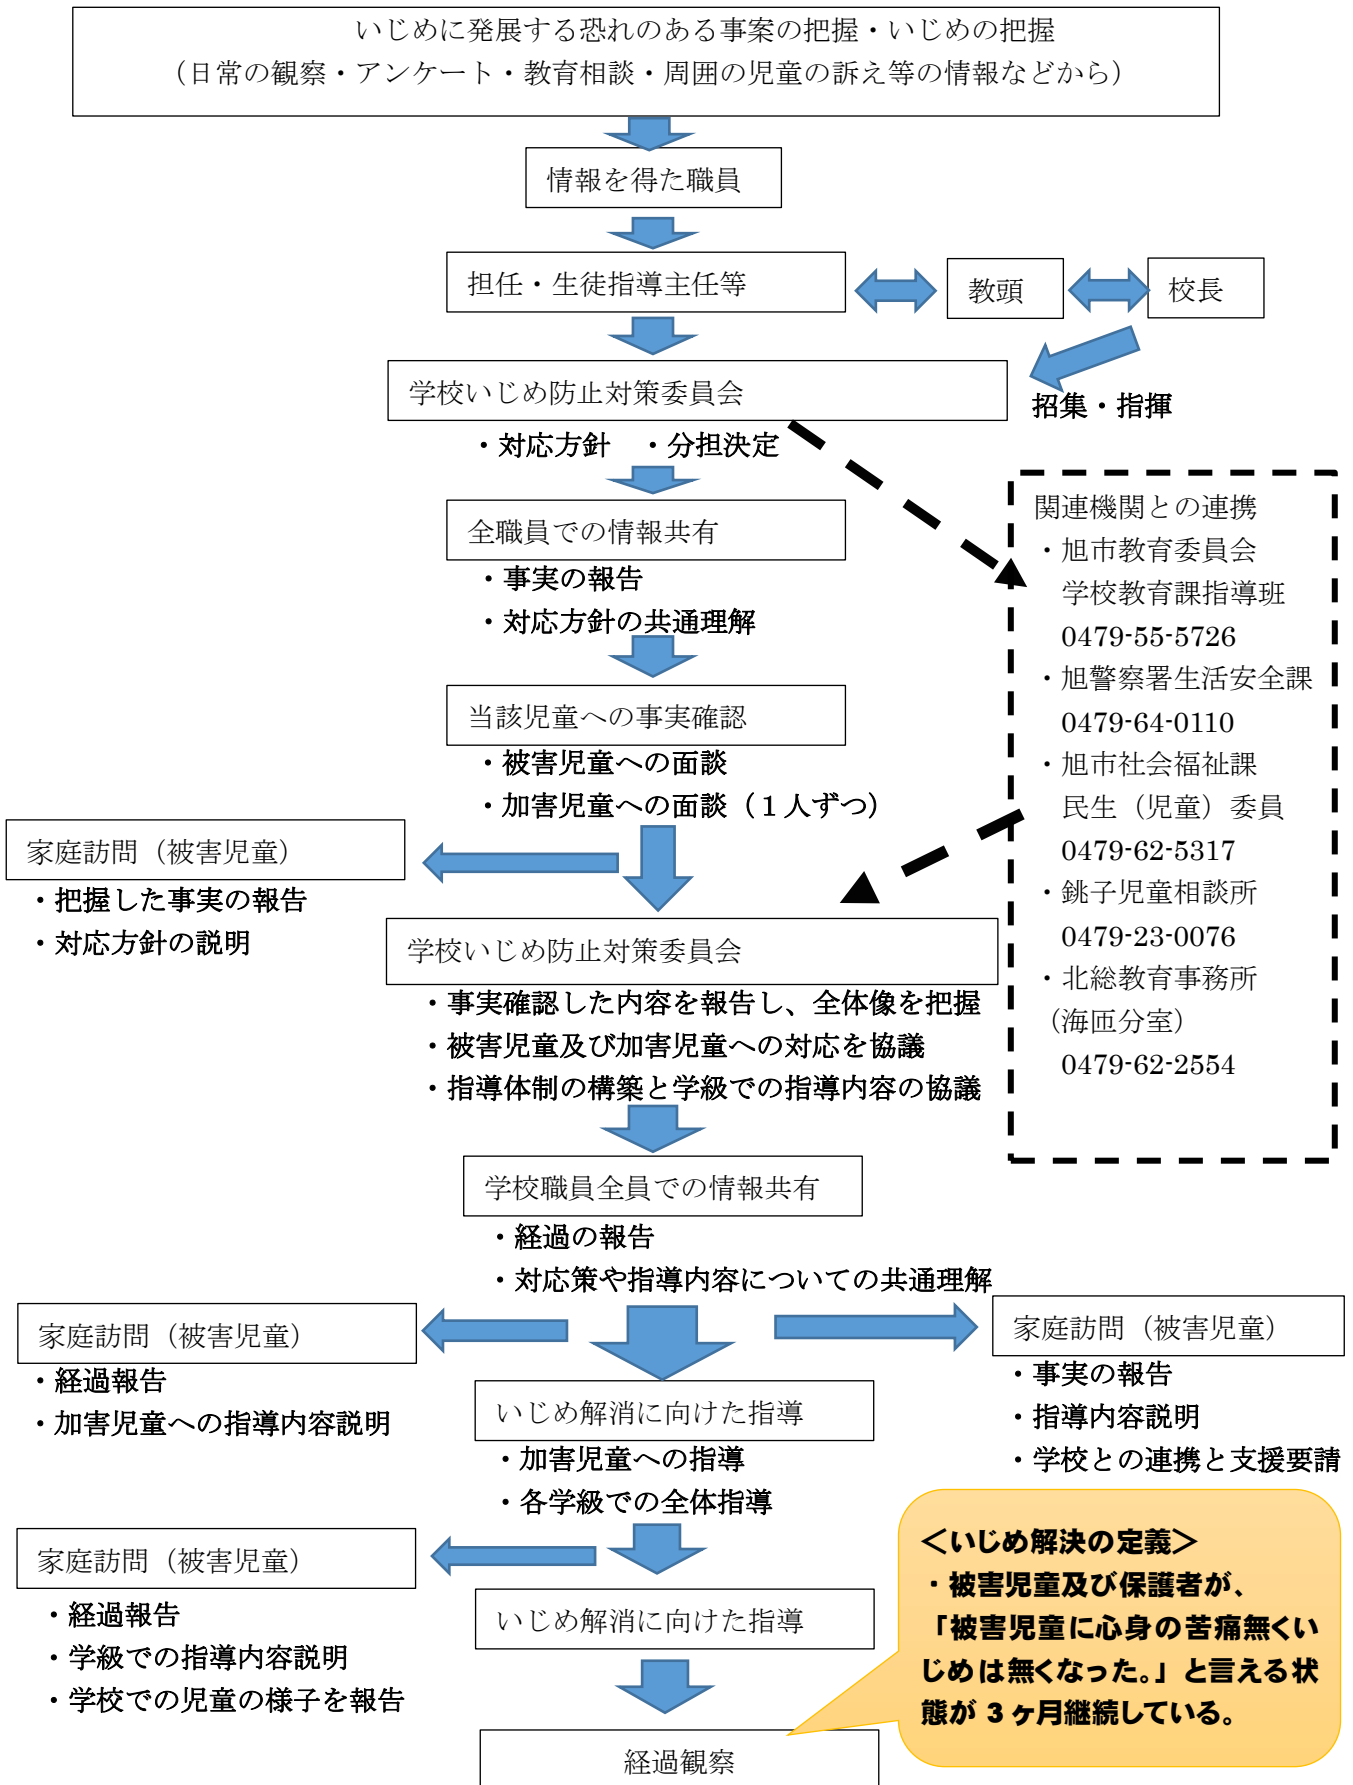 いじめに発展する恐れのある事案の把握・いじめの把握
（日常の観察・アンケート・教育相談・周囲の児童の訴え等の情報などから）
情報を得た職員
担任・生徒指導主任等
教頭
校長
学校いじめ防止対策委員会
招集・指揮
・対応方針　・分担決定
全職員での情報共有
・事実の報告
・対応方針の共通理解
関連機関との連携
・旭市教育委員会
学校教育課指導班
0479-55-5726
・旭警察署生活安全課
0479-64-0110
・旭市社会福祉課
民生（児童）委員
0479-62-5317
・銚子児童相談所
0479-23-0076
・北総教育事務所
（海匝分室）
0479-62-2554
当該児童への事実確認
・被害児童への面談
・加害児童への面談（１人ずつ）
家庭訪問（被害児童）
・把握した事実の報告
・対応方針の説明
学校いじめ防止対策委員会
・事実確認した内容を報告し、全体像を把握
・被害児童及び加害児童への対応を協議
・指導体制の構築と学級での指導内容の協議
学校職員全員での情報共有
・経過の報告
・対応策や指導内容についての共通理解
家庭訪問（被害児童）
・経過報告
・加害児童への指導内容説明
家庭訪問（被害児童）
・事実の報告
・指導内容説明
・学校との連携と支援要請
いじめ解消に向けた指導
・加害児童への指導
・各学級での全体指導
家庭訪問（被害児童）
・経過報告
・学級での指導内容説明
・学校での児童の様子を報告
いじめ解消に向けた指導
＜いじめ解決の定義＞
・被害児童及び保護者が、
「被害児童に心身の苦痛無くい
じめは無くなった。」と言える状
態が 3 ヶ月継続している。
経過観察